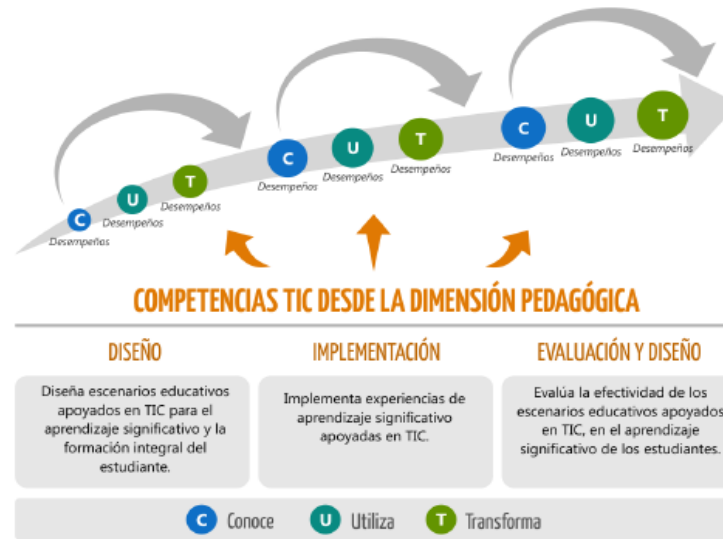 C
Desempeños
U
Desempeños
T
Desempeños
C
Desempeños
U
Desempeños
T
Desempeños
C
Desempeños
U
Desempeños
T
Desempeños
COMPETENCIAS TIC DESDE LA DIMENSIÓN PEDAGÓGICA
DISEÑO
Diseña escenarios educativos
apoyados en TIC para el
aprendizaje significativo y la
formación integral del
estudiante.
IMPLEMENTACIÓN
Implementa experiencias de
aprendizaje significativo
apoyadas en TIC.
EVALUACIÓN Y DISEÑO
Evalúa la efectividad de los
escenarios educativos apoyados
en TIC, en el aprendizaje
significativo de los estudiantes.
C Conoce
U Utiliza
T Transforma